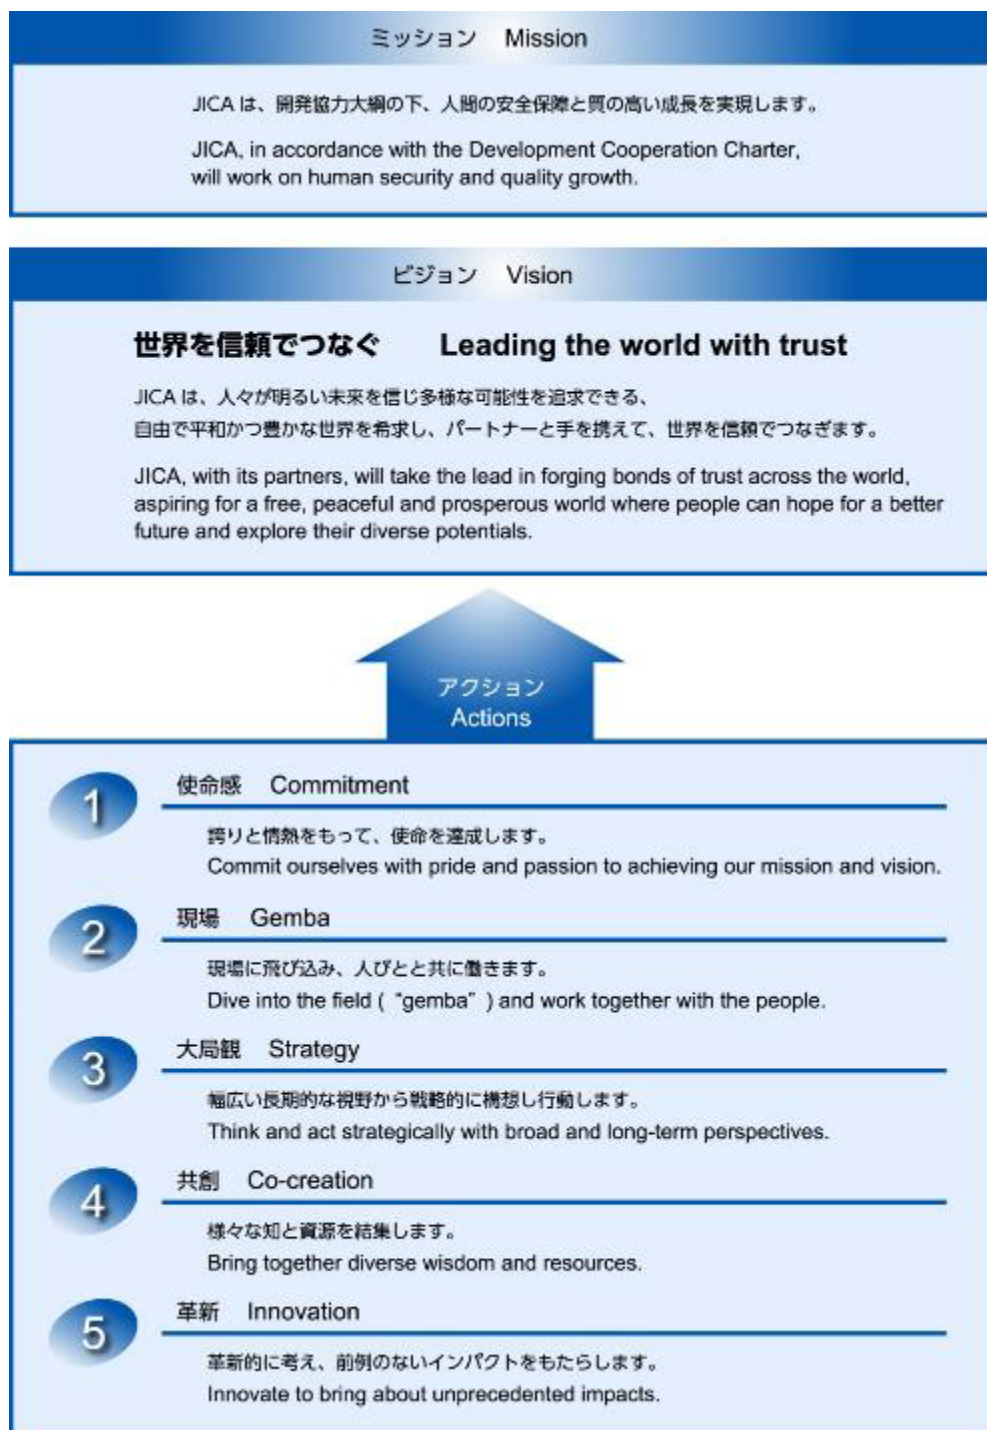 ミッション Mission
JICA は、開発協力大綱の下、人間の安全保障と質の高い成長を実現します。
JICA, in accordance with the Development Cooperation Charter,
will work on human security and quality growth.
ビジョン Vision
世界を信頼でつなぐ Leading the world with trust
JICA は、人々が明るい未来を信じ多様な可能性を追求できる、
自由で平和かつ豊かな世界を希求し、パートナーと手を携えて、世界を信頼でつなぎます。
JICA, with its partners, will take the lead in forging bonds of trust across the world,
aspiring for a free, peaceful and prosperous world where people can hope for a better
future and explore their diverse potentials.
アクション
Actions
1 使命感 Commitment
誇りと情熱をもって、使命を達成します。
Commit ourselves with pride and passion to achieving our mission and vision.
2 現場 Gemba
現場に飛び込み、人びとと共に働きます。
Dive into the field ( “gemba” ) and work together with the people.
3 大局観 Strategy
幅広い長期的な視野から戦略的に構想し行動します。
Think and act strategically with broad and long-term perspectives.
4 共創 Co-creation
様々な知と資源を結集します。
Bring together diverse wisdom and resources.
5 革新 Innovation
革新的に考え、前例のないインパクトをもたらします。
Innovate to bring about unprecedented impacts.